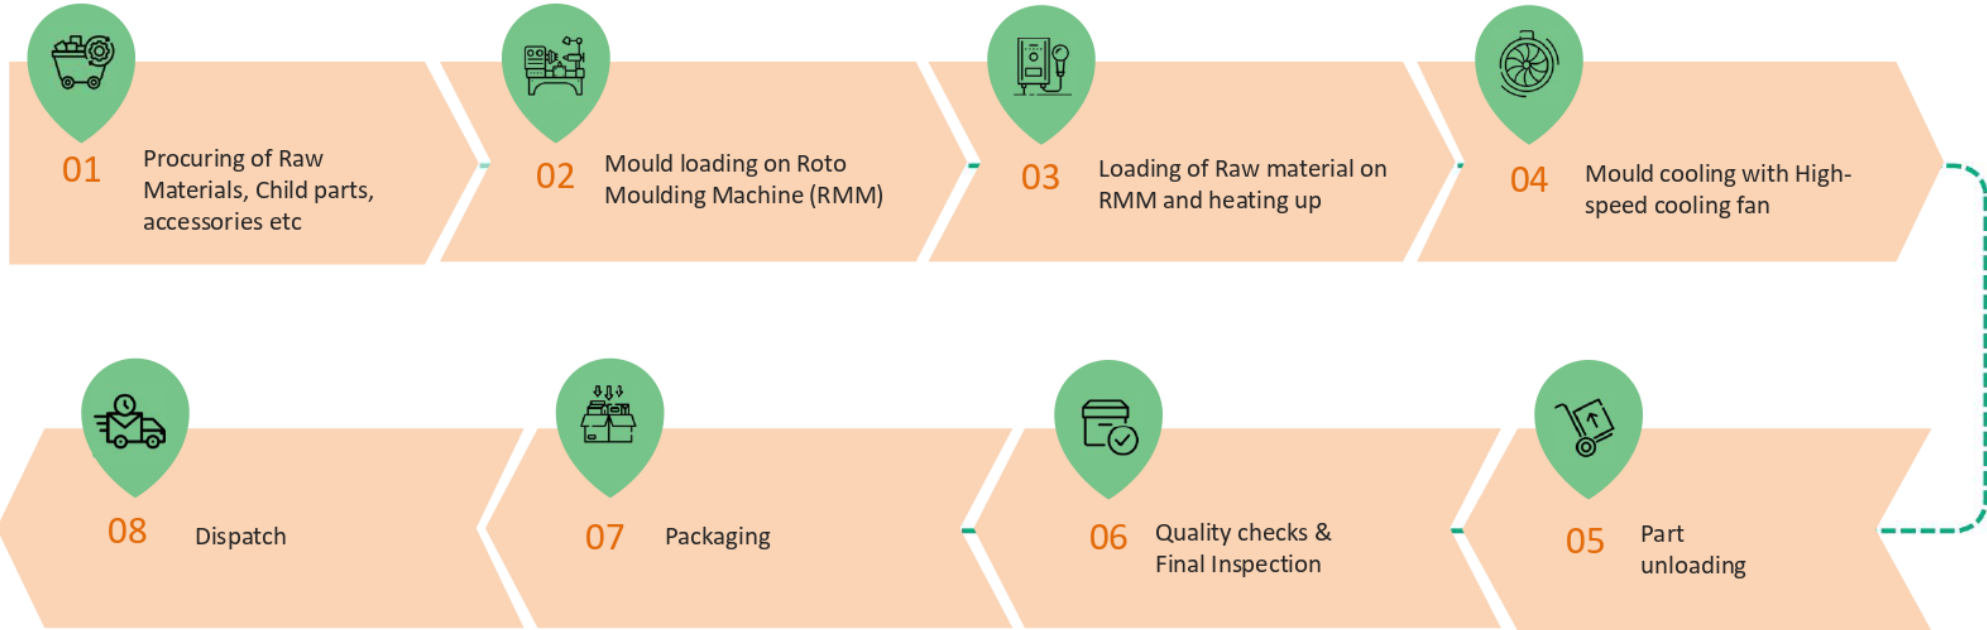 01
Procuring of Raw
Materials, Child parts,
accessories etc
02
Mould loading on Roto
Moulding Machine (RMM)
03
Loading of Raw material on
RMM and heating up
04
Mould cooling with High-
speed cooling fan
05
Part
unloading
06
Quality checks &
Final Inspection
07
Packaging
08
Dispatch